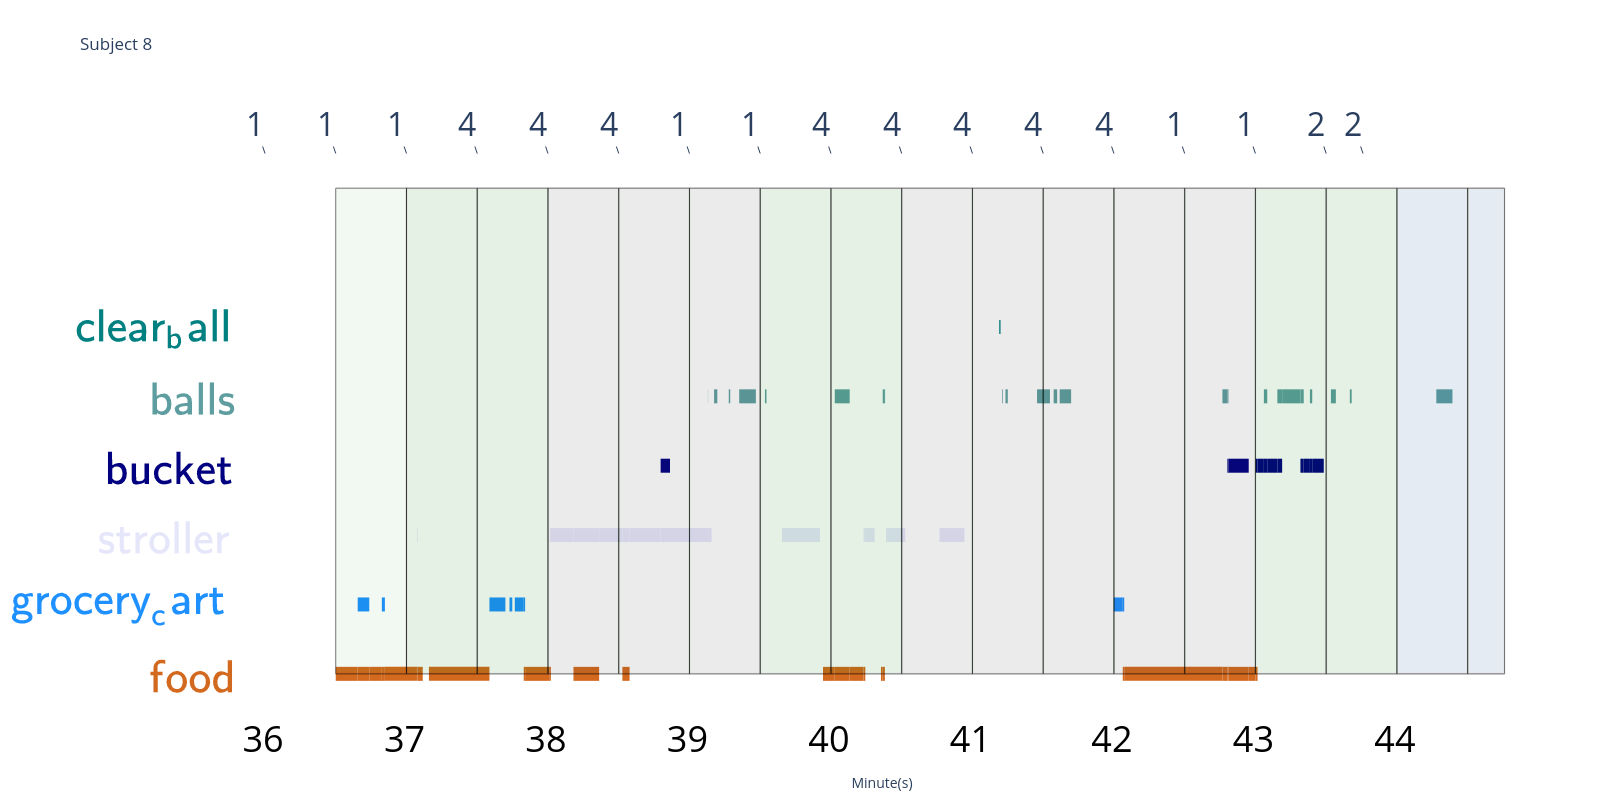 Subject 8
1 1 1 4 4 4 1 1 4 4 4 4 4 1 1 2 2
clear_ball
balls
bucket
stroller
grocery_cart
food
36 37 38 39 40 41 42 43 44
Minute(s)